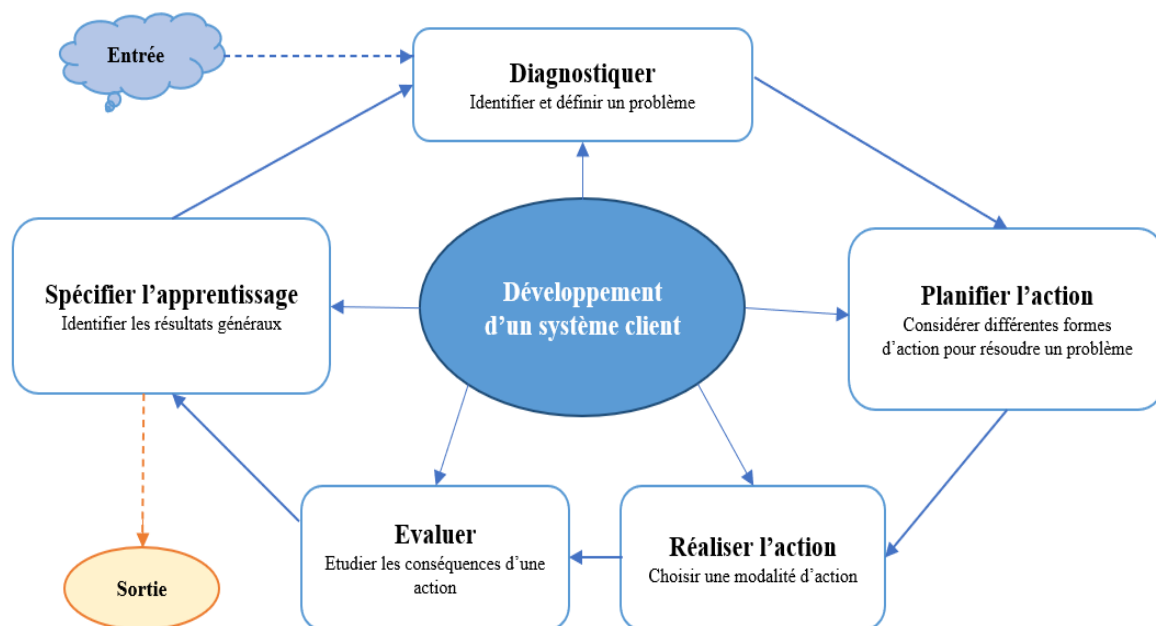 Entrée
Diagnostiquer
Identifier et définir un problème
Spécifier l’apprentissage
Identifier les résultats généraux
Développement
d’un système client
Planifier l’action
Considérer différentes formes
d’action pour résoudre un problème
Evaluer
Etudier les conséquences d’une
action
Réaliser l’action
Choisir une modalité d’action
Sortie